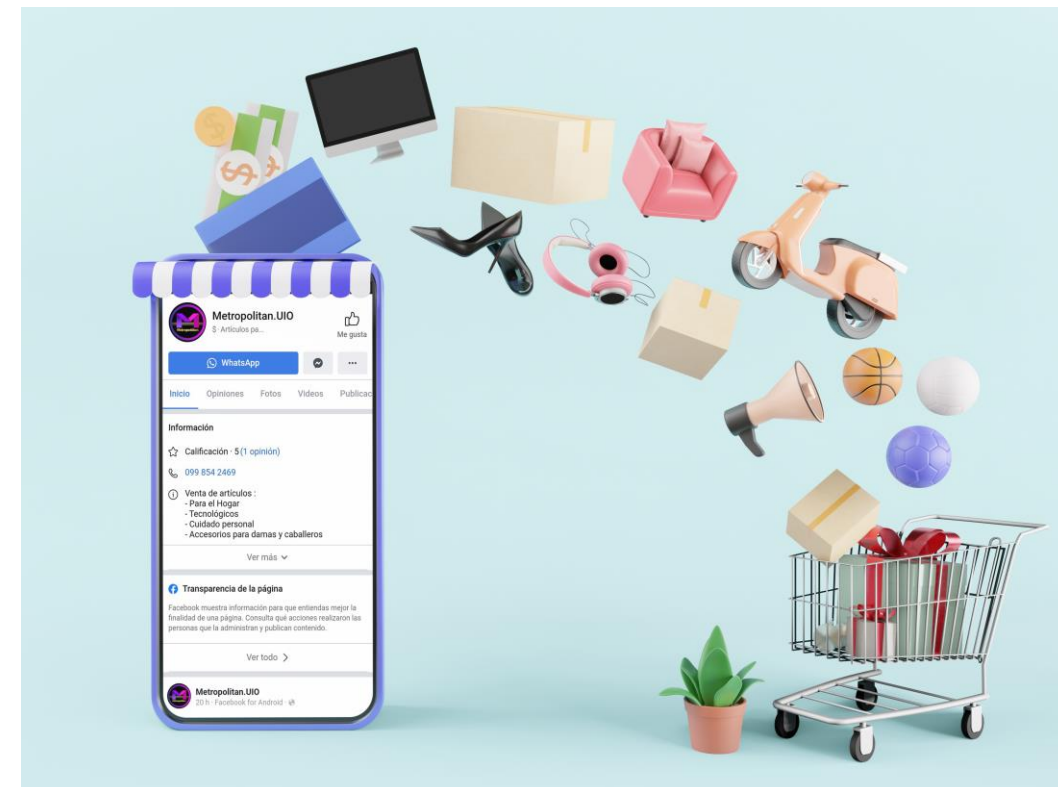 Metropolitan.UIO
$ · Artículos pa...
Me gusta
WhatsApp
Inicio Opiniones Fotos Videos Publicac
Información
Calificación · 5 (1 opinión)
099 854 2469
Venta de artículos :
- Para el Hogar
- Tecnológicos
- Cuidado personal
- Accesorios para damas y caballeros
Ver más
Transparencia de la página
Facebook muestra información para que entiendas mejor la
finalidad de una página. Consulta qué acciones realizaron las
personas que la administran y publican contenido.
Ver todo
Metropolitan.UIO
20 h · Facebook for Android ·